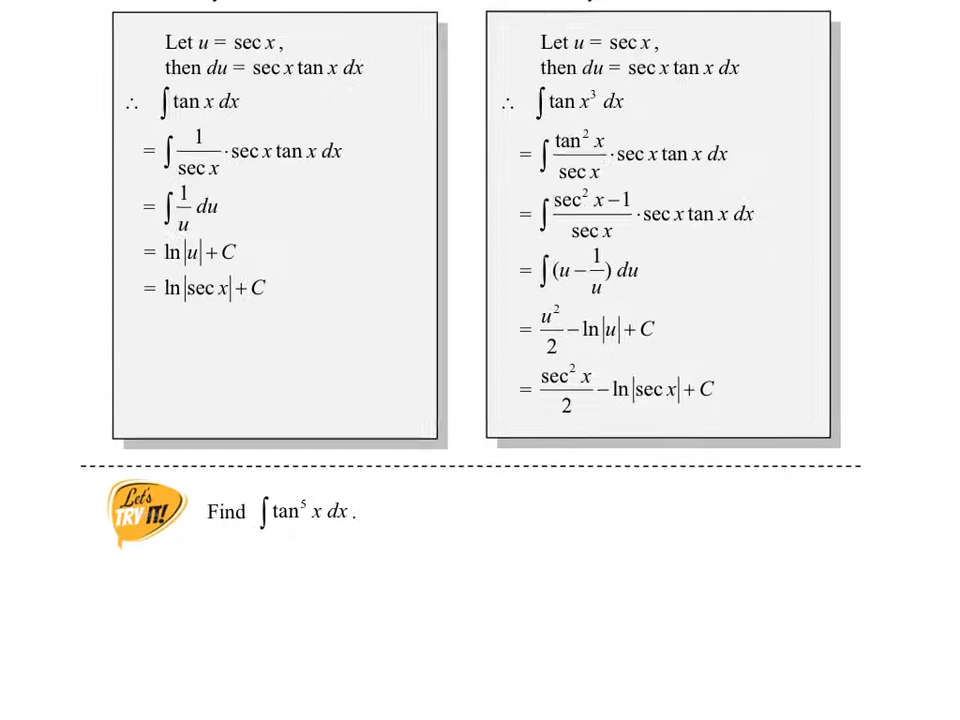 Let u = sec x ,
then du = sec x tan x dx
∴ ∫ tan x dx
= ∫ 1/sec x · sec x tan x dx
= ∫ 1/u du
= ln|u| + C
= ln|sec x| + C
Let u = sec x ,
then du = sec x tan x dx
∴ ∫ tan x³ dx
= ∫ tan² x/sec x · sec x tan x dx
= ∫ sec² x − 1/sec x · sec x tan x dx
= ∫ (u − 1/u) du
= u²/2 − ln|u| + C
= sec² x/2 − ln|sec x| + C
Let's
TRY IT!
Find ∫ tan⁵ x dx .